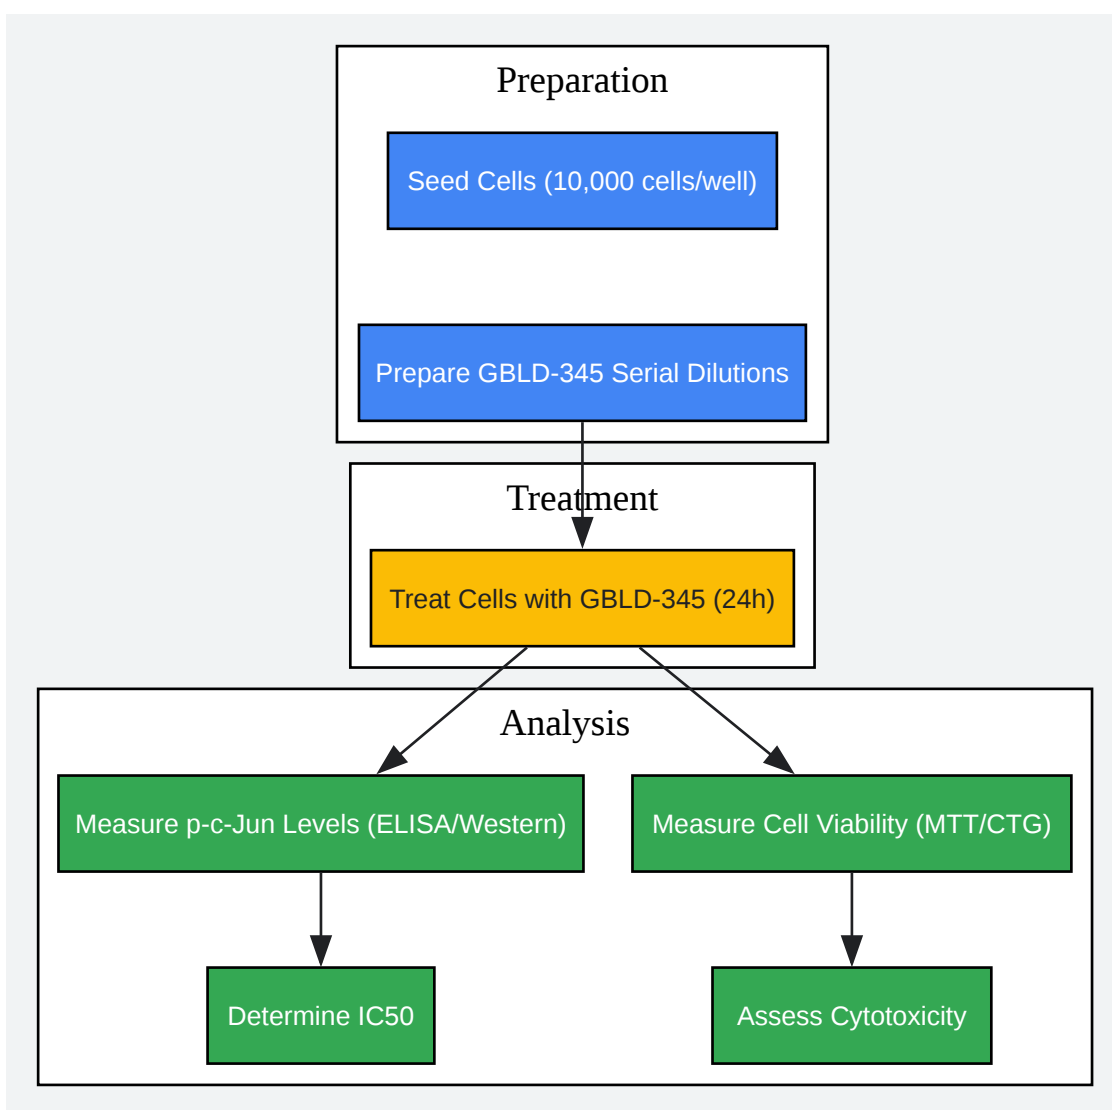 Preparation
Seed Cells (10,000 cells/well)
Prepare GBLD-345 Serial Dilutions
Treatment
Treat Cells with GBLD-345 (24h)
Analysis
Measure p-c-Jun Levels (ELISA/Western)
Measure Cell Viability (MTT/CTG)
Determine IC50
Assess Cytotoxicity